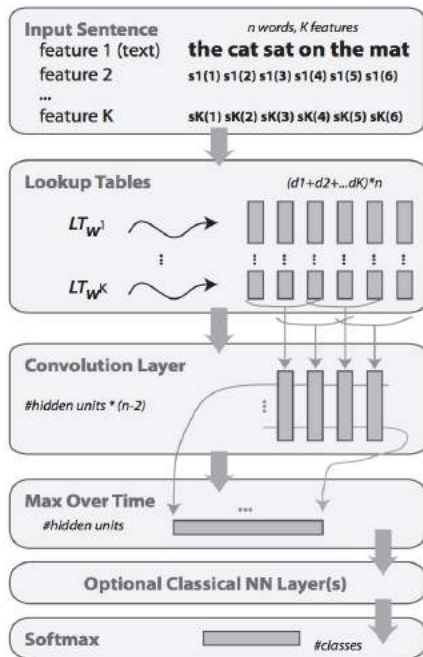 Input Sentence
n words, K features
feature 1 (text) the cat sat on the mat
feature 2 s1(1) s1(2) s1(3) s1(4) s1(5) s1(6)
...
feature K sK(1) sK(2) sK(3) sK(4) sK(5) sK(6)
Lookup Tables
(d1+d2+...dK)*n
LTW1
⋮
LTWK
Convolution Layer
#hidden units * (n-2)
Max Over Time
...
#hidden units
Optional Classical NN Layer(s)
Softmax
#classes